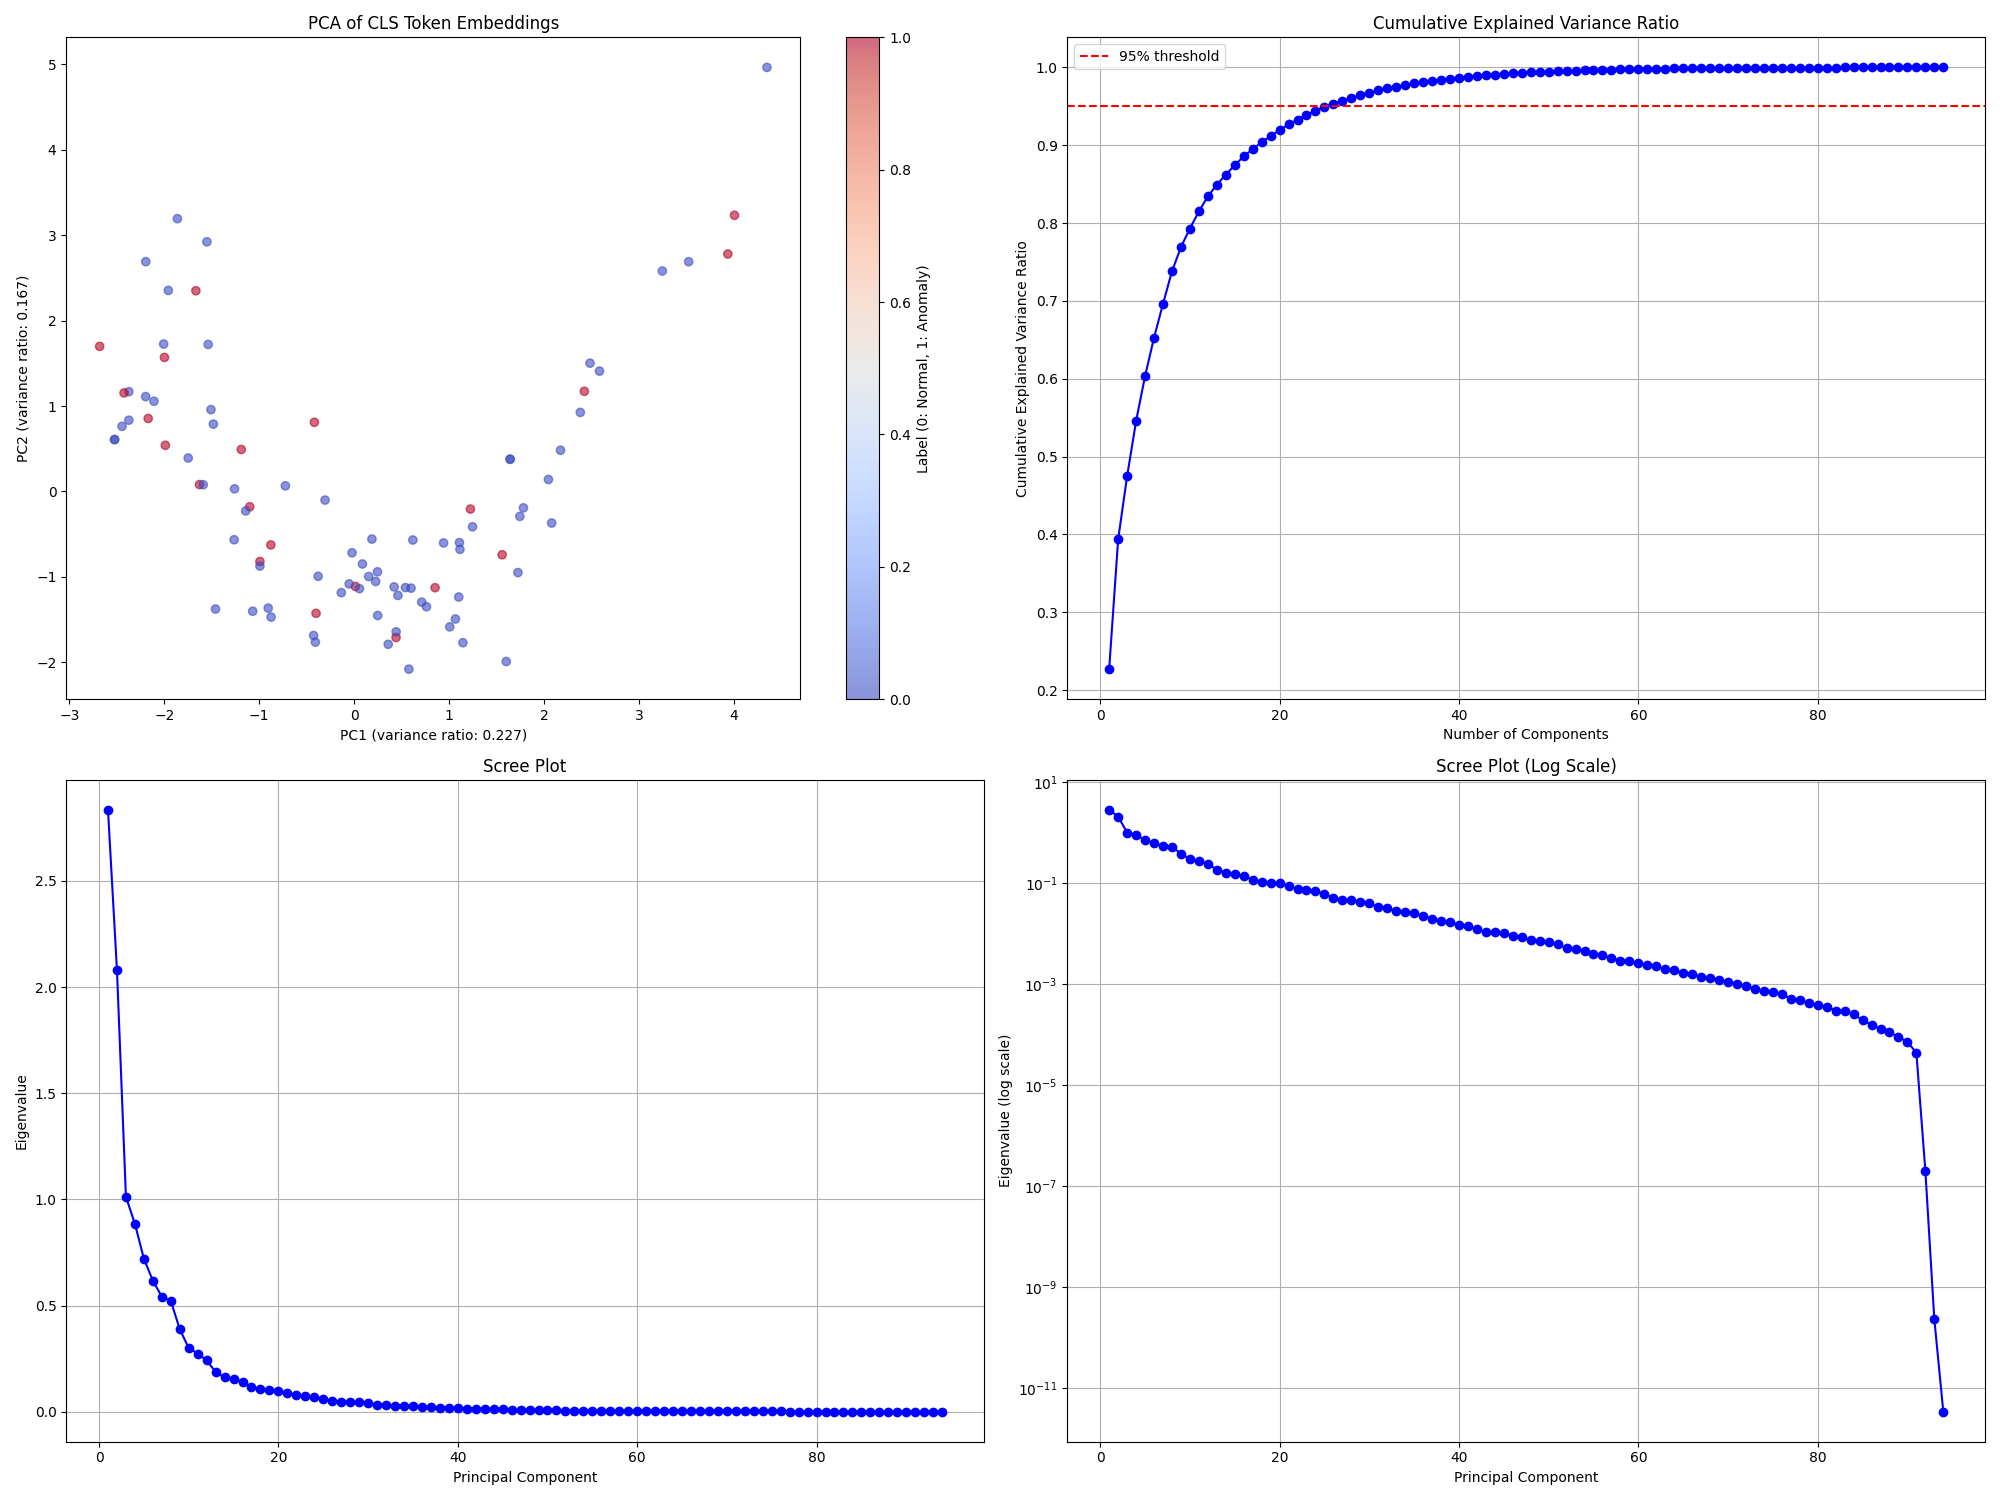 PCA of CLS Token Embeddings
5
4
3
2
1
0
−1
−2
PC2 (variance ratio: 0.167)
−3 −2 −1 0 1 2 3 4
PC1 (variance ratio: 0.227)
1.0
0.8
0.6
0.4
0.2
0.0
Label (0: Normal, 1: Anomaly)
Cumulative Explained Variance Ratio
95% threshold
1.0
0.9
0.8
0.7
0.6
0.5
0.4
0.3
0.2
Cumulative Explained Variance Ratio
0 20 40 60 80
Number of Components
Scree Plot
2.5
2.0
1.5
1.0
0.5
0.0
Eigenvalue
0 20 40 60 80
Principal Component
Scree Plot (Log Scale)
10¹
10⁻¹
10⁻³
10⁻⁵
10⁻⁷
10⁻⁹
10⁻¹¹
Eigenvalue (log scale)
0 20 40 60 80
Principal Component